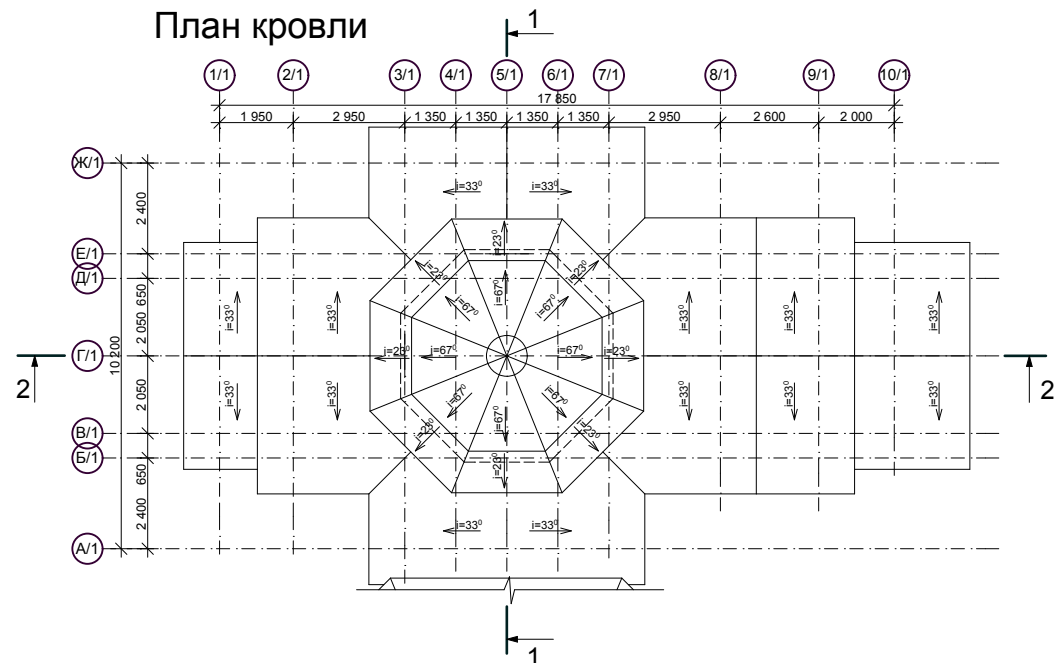 План кровли
1
1/1 2/1 3/1 4/1 5/1 6/1 7/1 8/1 9/1 10/1
17 850
1 950 2 950 1 350 1 350 1 350 1 350 2 950 2 600 2 000
Ж/1
Е/1
Д/1
Г/1
В/1
Б/1
А/1
10 200
2 400
650
2 050
2 050
650
2 400
i=33⁰ i=33⁰
i=23⁰
i=23⁰ i=23⁰
i=67⁰
i=67⁰ i=67⁰
i=33⁰ i=33⁰ i=33⁰ i=33⁰ i=33⁰
i=23⁰ i=67⁰ i=67⁰ i=23⁰
2 2
i=33⁰ i=33⁰ i=33⁰ i=33⁰ i=33⁰
i=67⁰ i=67⁰
i=67⁰
i=23⁰ i=23⁰
i=23⁰
i=33⁰ i=33⁰
1